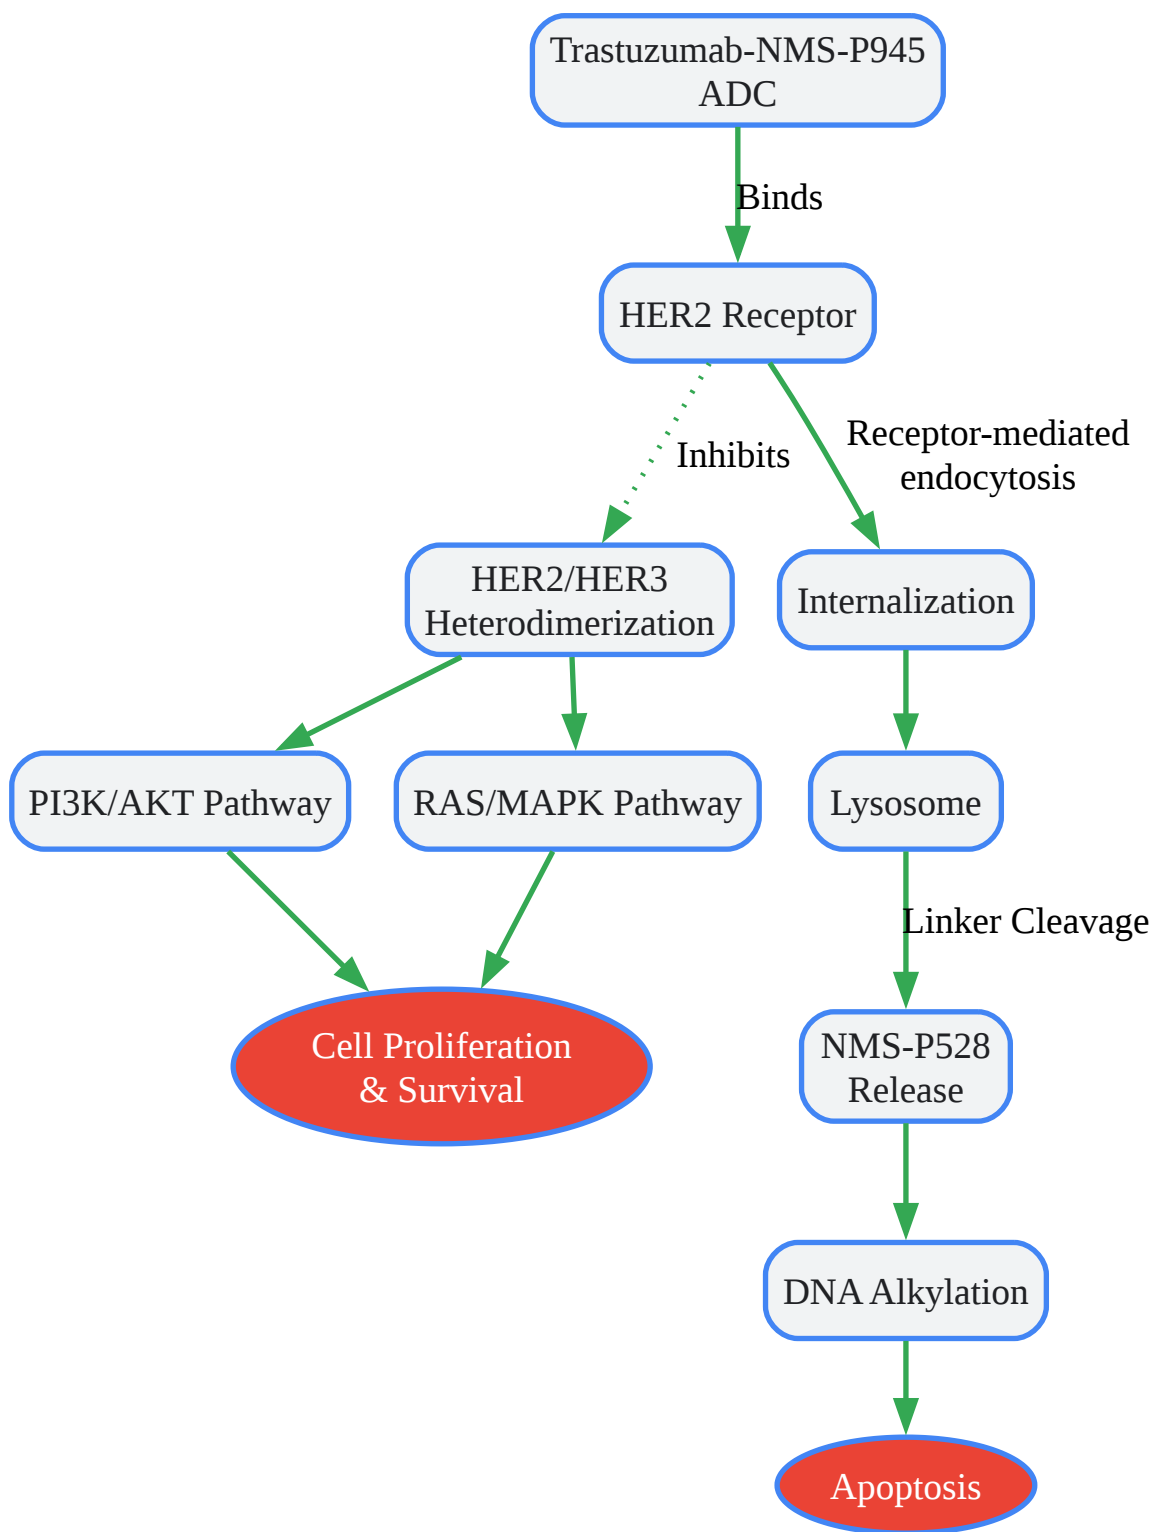 Trastuzumab-NMS-P945
ADC
Binds
HER2 Receptor
Inhibits
Receptor-mediated
endocytosis
HER2/HER3
Heterodimerization
Internalization
PI3K/AKT Pathway
RAS/MAPK Pathway
Lysosome
Linker Cleavage
Cell Proliferation
& Survival
NMS-P528
Release
DNA Alkylation
Apoptosis